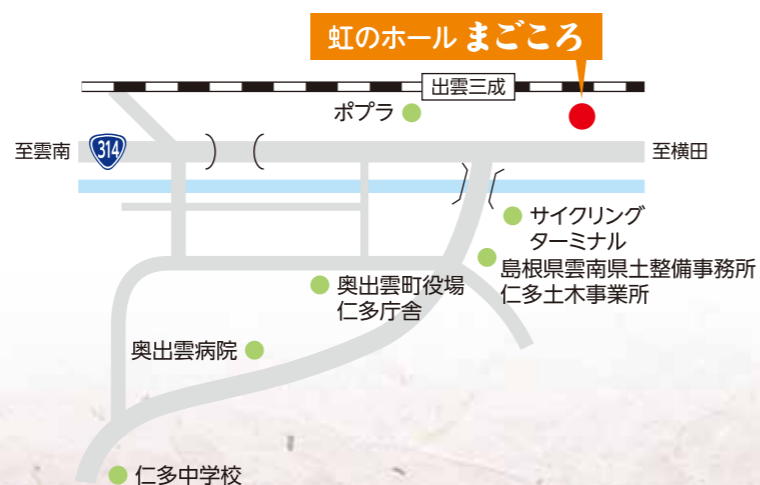 虹のホール まごころ
出雲三成
ポプラ
至雲南
314
至横田
サイクリング
ターミナル
島根県雲南県土整備事務所
仁多土木事業所
奥出雲町役場
仁多庁舎
奥出雲病院
仁多中学校